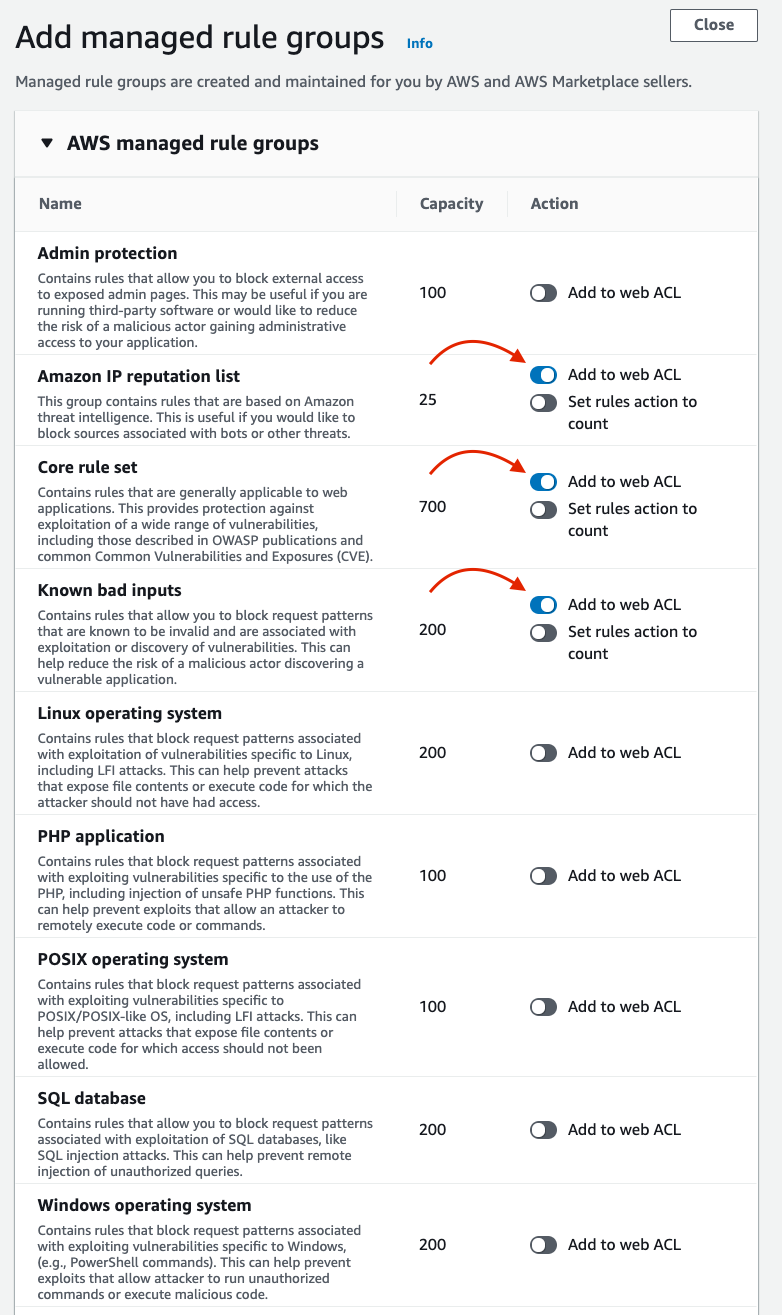 Add managed rule groups Info
Close
Managed rule groups are created and maintained for you by AWS and AWS Marketplace sellers.
AWS managed rule groups
Name Capacity Action
Admin protection
Contains rules that allow you to block external access
to exposed admin pages. This may be useful if you are
running third-party software or would like to reduce
the risk of a malicious actor gaining administrative
access to your application.
100
Add to web ACL
Amazon IP reputation list
This group contains rules that are based on Amazon
threat intelligence. This is useful if you would like to
block sources associated with bots or other threats.
25
Add to web ACL
Set rules action to
count
Core rule set
Contains rules that are generally applicable to web
applications. This provides protection against
exploitation of a wide range of vulnerabilities,
including those described in OWASP publications and
common Common Vulnerabilities and Exposures (CVE).
700
Add to web ACL
Set rules action to
count
Known bad inputs
Contains rules that allow you to block request patterns
that are known to be invalid and are associated with
exploitation or discovery of vulnerabilities. This can
help reduce the risk of a malicious actor discovering a
vulnerable application.
200
Add to web ACL
Set rules action to
count
Linux operating system
Contains rules that block request patterns associated
with exploitation of vulnerabilities specific to Linux,
including LFI attacks. This can help prevent attacks
that expose file contents or execute code for which the
attacker should not have had access.
200
Add to web ACL
PHP application
Contains rules that block request patterns associated
with exploiting vulnerabilities specific to the use of the
PHP, including injection of unsafe PHP functions. This
can help prevent exploits that allow an attacker to
remotely execute code or commands.
100
Add to web ACL
POSIX operating system
Contains rules that block request patterns associated
with exploiting vulnerabilities specific to
POSIX/POSIX-like OS, including LFI attacks. This can
help prevent attacks that expose file contents or
execute code for which access should not been
allowed.
100
Add to web ACL
SQL database
Contains rules that allow you to block request patterns
associated with exploitation of SQL databases, like
SQL injection attacks. This can help prevent remote
injection of unauthorized queries.
200
Add to web ACL
Windows operating system
Contains rules that block request patterns associated
with exploiting vulnerabilities specific to Windows,
(e.g., PowerShell commands). This can help prevent
exploits that allow attacker to run unauthorized
commands or execute malicious code.
200
Add to web ACL